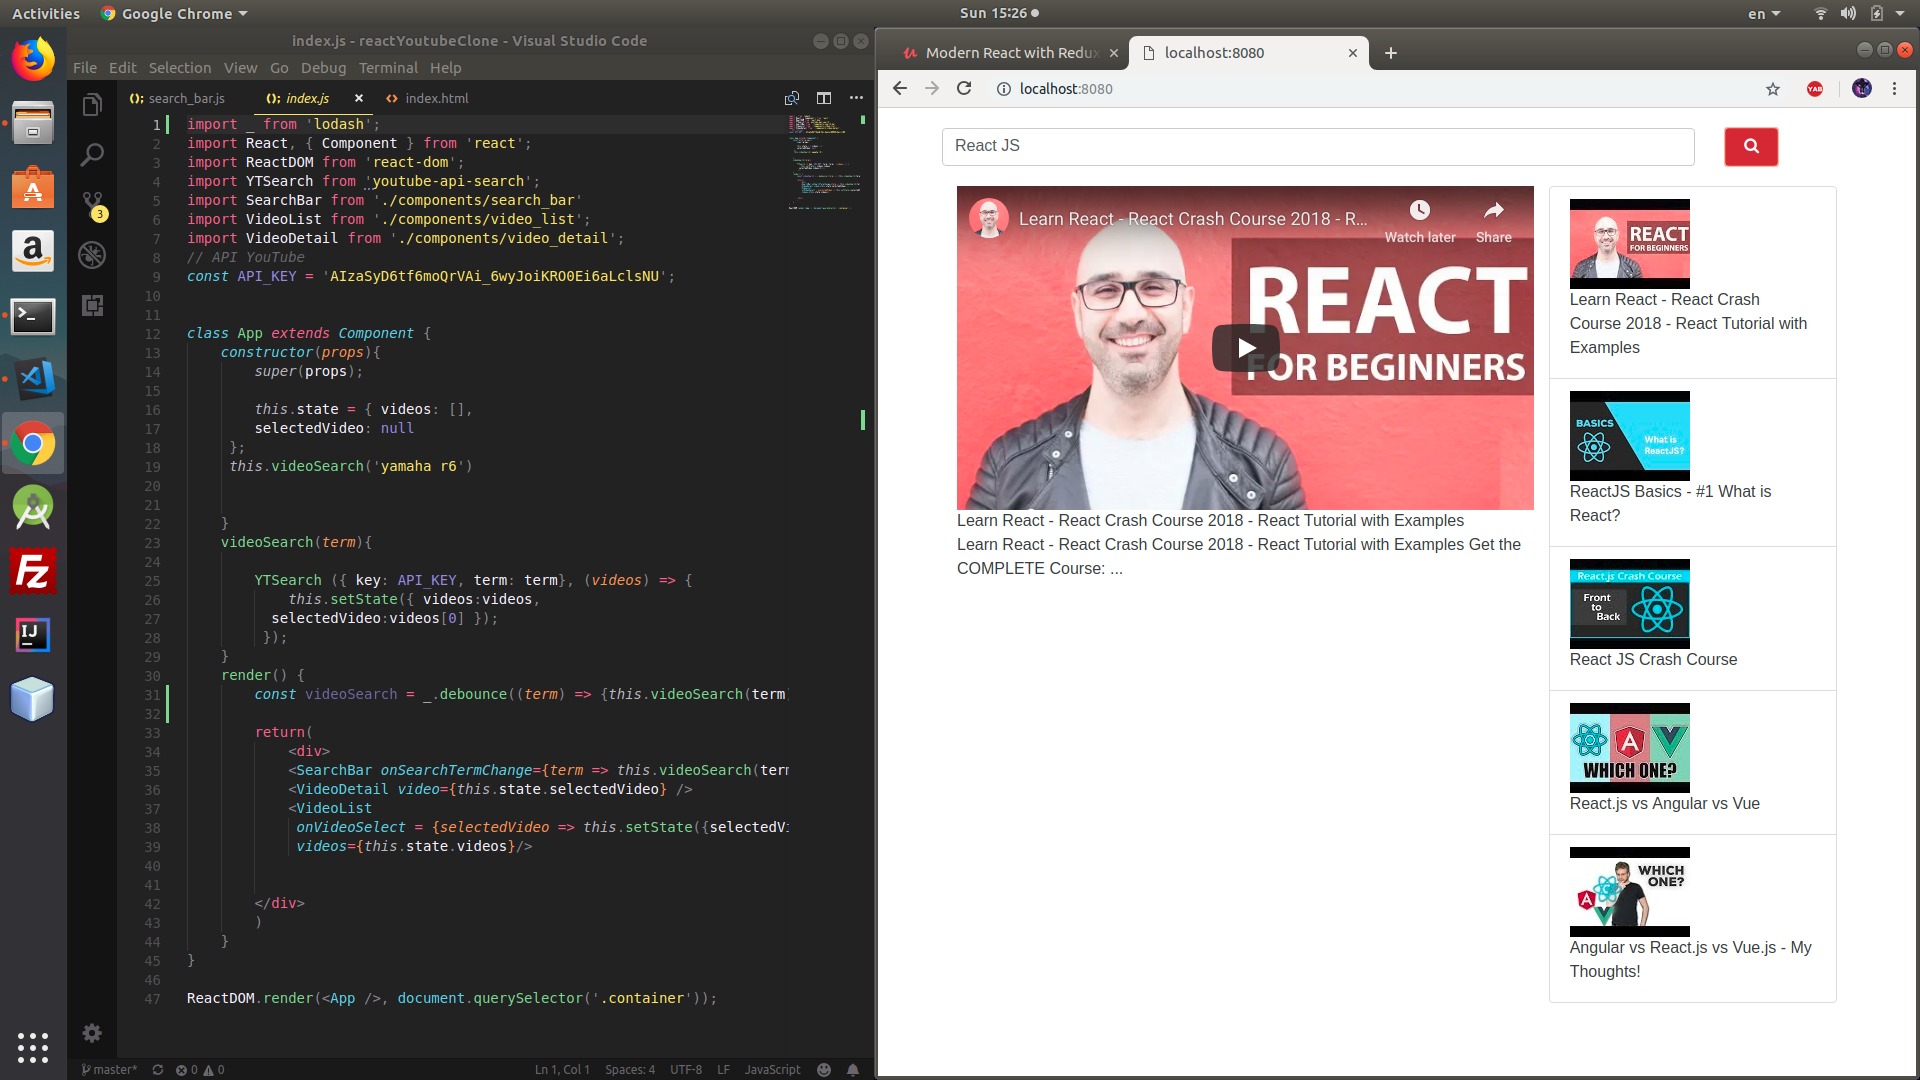 Activities
Google Chrome
Sun 15:26
en
index.js - reactYoutubeClone - Visual Studio Code
File Edit Selection View Go Debug Terminal Help
search_bar.js
index.js
index.html
3
1 import _ from 'lodash';
2 import React, { Component } from 'react';
3 import ReactDOM from 'react-dom';
4 import YTSearch from 'youtube-api-search';
5 import SearchBar from './components/search_bar'
6 import VideoList from './components/video_list';
7 import VideoDetail from './components/video_detail';
8 // API YouTube
9 const API_KEY = 'AIzaSyD6tf6moQrVAi_6wyJoiKRO0Ei6aLclsNU';
10
11
12 class App extends Component {
13 constructor(props){
14 super(props);
15
16 this.state = { videos: [],
17 selectedVideo: null
18 };
19 this.videoSearch('yamaha r6')
20
21
22 }
23 videoSearch(term){
24
25 YTSearch ({ key: API_KEY, term: term}, (videos) => {
26 this.setState({ videos:videos,
27 selectedVideo:videos[0] });
28 });
29 }
30 render() {
31 const videoSearch = _.debounce((term) => {this.videoSearch(term)
32
33 return(
34 <div>
35 <SearchBar onSearchTermChange={term => this.videoSearch(term
36 <VideoDetail video={this.state.selectedVideo} />
37 <VideoList
38 onVideoSelect = {selectedVideo => this.setState({selectedVi
39 videos={this.state.videos}/>
40
41
42 </div>
43 )
44 }
45 }
46
47 ReactDOM.render(<App />, document.querySelector('.container'));
master*
0
0
Ln 1, Col 1
Spaces: 4
UTF-8
LF
JavaScript
Modern React with Redux
localhost:8080
localhost:8080
YAB
React JS
Learn React - React Crash Course 2018 - R...
Watch later
Share
REACT
FOR BEGINNERS
Learn React - React Crash Course 2018 - React Tutorial with Examples
Learn React - React Crash Course 2018 - React Tutorial with Examples Get the
COMPLETE Course: ...
REACT
FOR BEGINNERS
Learn React - React Crash
Course 2018 - React Tutorial with
Examples
BASICS
What is
ReactJS?
ReactJS Basics - #1 What is
React?
React.js Crash Course
Front
to
Back
React JS Crash Course
WHICH ONE?
React.js vs Angular vs Vue
WHICH
ONE?
Angular vs React.js vs Vue.js - My
Thoughts!